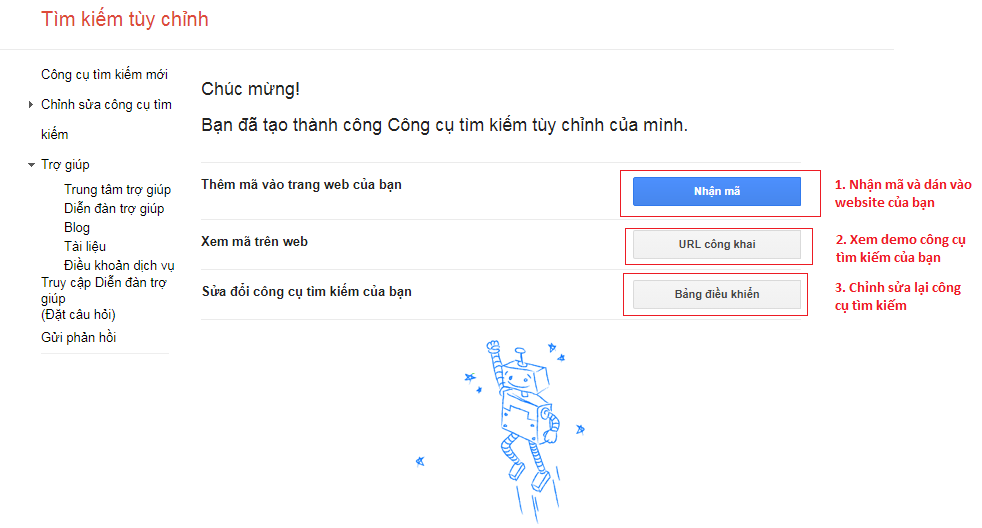 Tìm kiếm tùy chỉnh
Công cụ tìm kiếm mới
Chỉnh sửa công cụ tìm
kiếm
Trợ giúp
Trung tâm trợ giúp
Diễn đàn trợ giúp
Blog
Tài liệu
Điều khoản dịch vụ
Truy cập Diễn đàn trợ
giúp
(Đặt câu hỏi)
Gửi phản hồi
Chúc mừng!
Bạn đã tạo thành công Công cụ tìm kiếm tùy chỉnh của mình.
Thêm mã vào trang web của bạn
Nhận mã
1. Nhận mã và dán vào
website của bạn
Xem mã trên web
URL công khai
2. Xem demo công cụ
tìm kiếm của bạn
Sửa đổi công cụ tìm kiếm của bạn
Bảng điều khiển
3. Chỉnh sửa lại công
cụ tìm kiếm